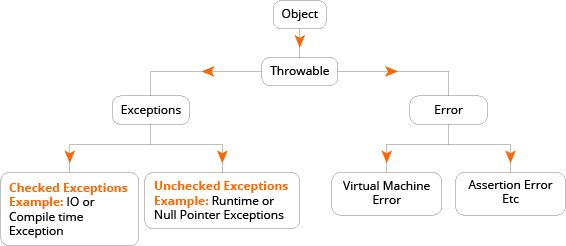 Object
Throwable
Exceptions
Error
Checked Exceptions
Example: IO or
Compile time
Exception
Unchecked Exceptions
Example: Runtime or
Null Pointer Exceptions
Virtual Machine
Error
Assertion Error
Etc